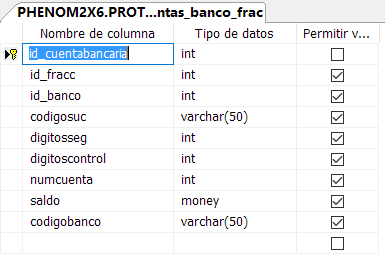 PHENOM2X6.PROT...ntas_banco_frac
Nombre de columna Tipo de datos Permitir v...
id_cuentabancaria int
id_fracc int
id_banco int
codigosuc varchar(50)
digitosseg int
digitoscontrol int
numcuenta int
saldo money
codigobanco varchar(50)